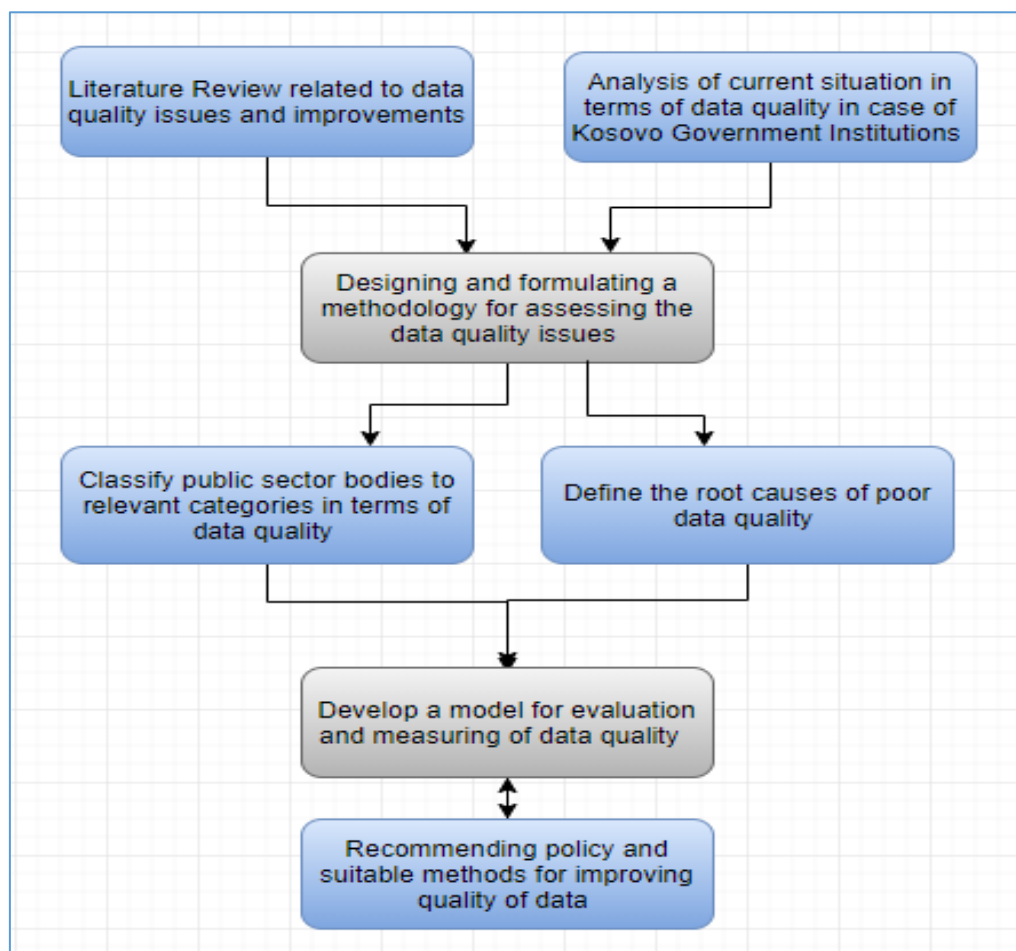 Literature Review related to data
quality issues and improvements
Analysis of current situation in
terms of data quality in case of
Kosovo Government Institutions
Designing and formulating a
methodology for assessing the
data quality issues
Classify public sector bodies to
relevant categories in terms of
data quality
Define the root causes of poor
data quality
Develop a model for evaluation
and measuring of data quality
Recommending policy and
suitable methods for improving
quality of data